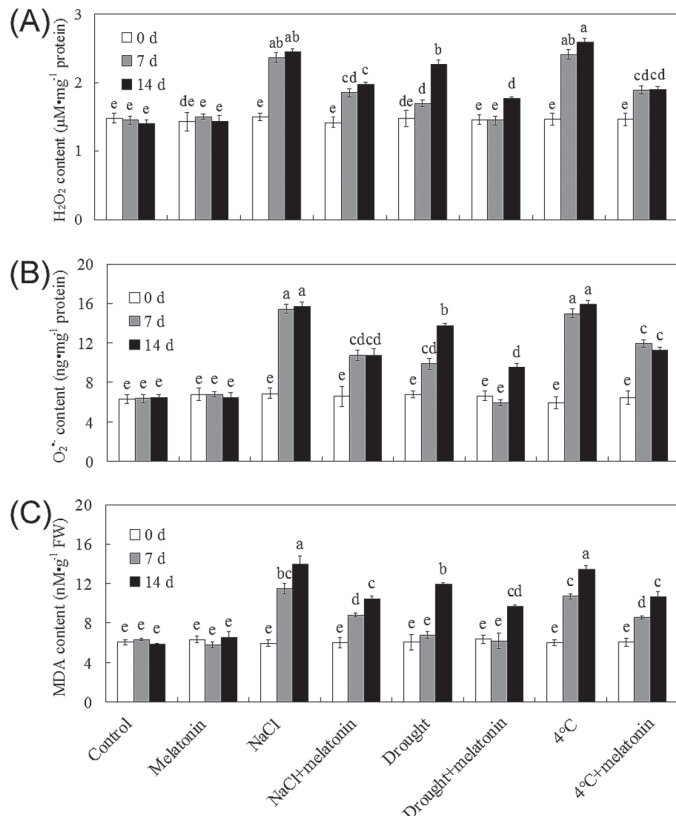 (A)
H₂O₂ content (μM•mg⁻¹ protein)
3
2
1
0
0 d
7 d
14 d
e e e
de e e
e ab ab
e cd c
de d b
e e d
e ab a
e cd cd
(B)
O₂•- content (ng•mg⁻¹ protein)
20
16
12
8
4
0
0 d
7 d
14 d
e e e
e e e
e a a
e cd cd
e cd b
e e d
e a a
e c c
(C)
MDA content (nM•g⁻¹ FW)
20
16
12
8
4
0
0 d
7 d
14 d
e e e
e e e
e bc a
e d c
e e b
e e cd
e c a
e d c
Control
Melatonin
NaCl
NaCl+melatonin
Drought
Drought+melatonin
4°C
4°C+melatonin